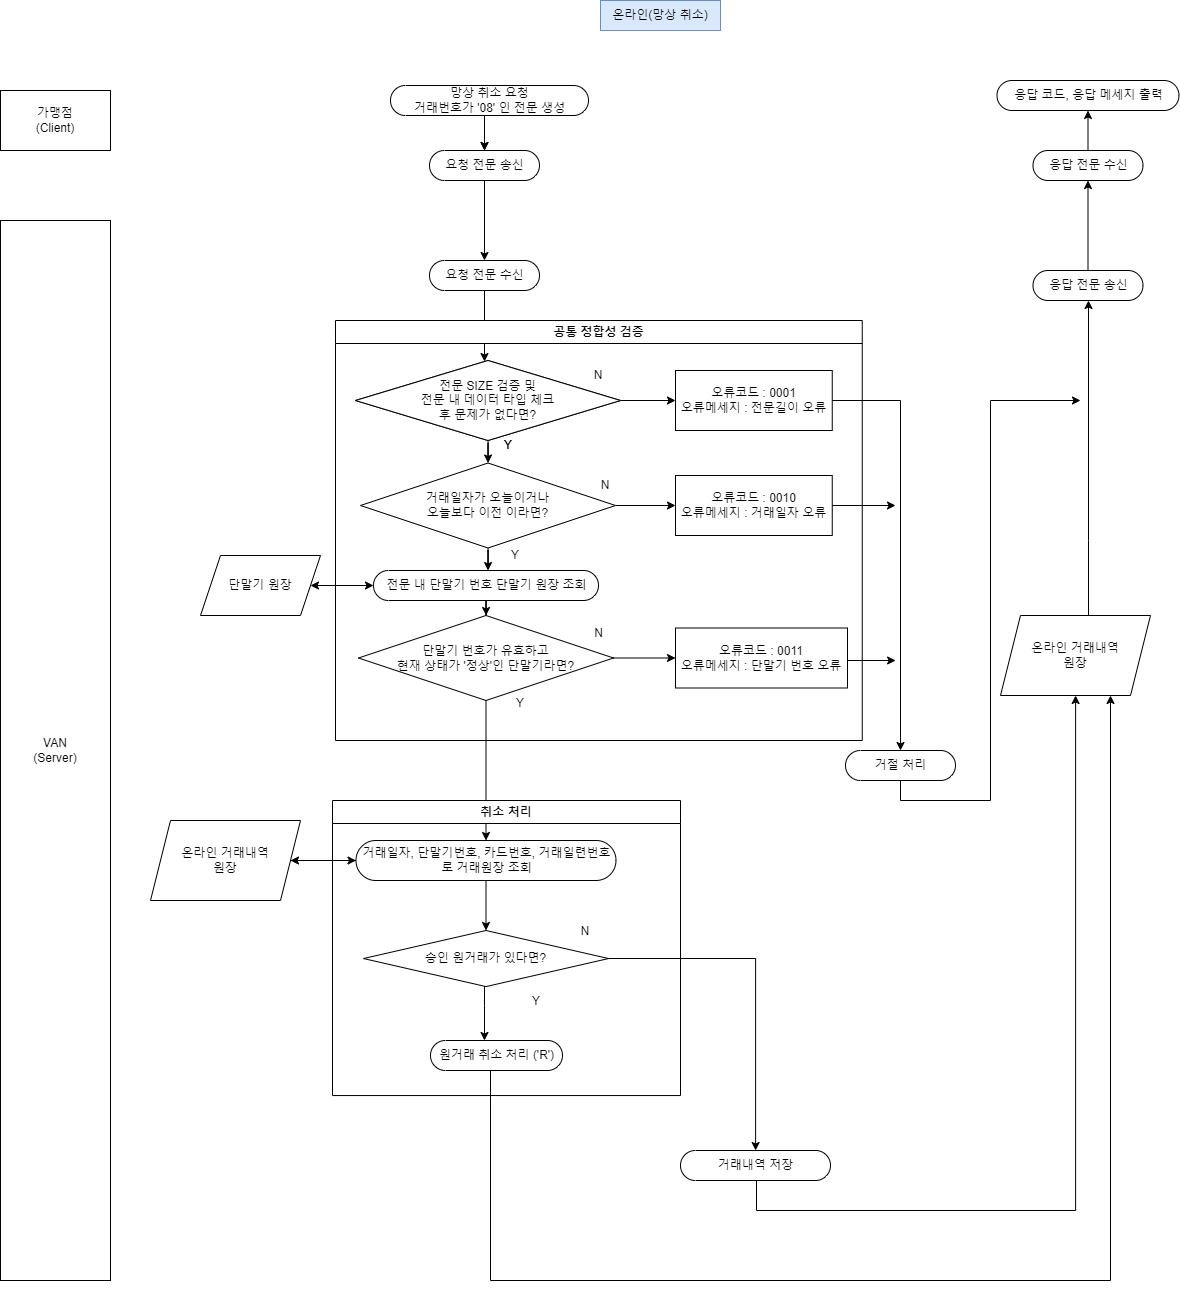 온라인(망상 취소)
가맹점
(Client)
망상 취소 요청
거래번호가 '08' 인 전문 생성
응답 코드, 응답 메세지 출력
요청 전문 송신
응답 전문 수신
요청 전문 수신
응답 전문 송신
공통 정합성 검증
전문 SIZE 검증 및
전문 내 데이터 타입 체크
후 문제가 없다면?
N
오류코드 : 0001
오류메세지 : 전문길이 오류
Y
거래일자가 오늘이거나
오늘보다 이전 이라면?
N
오류코드 : 0010
오류메세지 : 거래일자 오류
Y
단말기 원장
전문 내 단말기 번호 단말기 원장 조회
단말기 번호가 유효하고
현재 상태가 '정상'인 단말기라면?
N
오류코드 : 0011
오류메세지 : 단말기 번호 오류
Y
온라인 거래내역
원장
VAN
(Server)
거절 처리
취소 처리
온라인 거래내역
원장
거래일자, 단말기번호, 카드번호, 거래일련번호
로 거래원장 조회
승인 원거래가 있다면?
N
Y
원거래 취소 처리 ('R')
거래내역 저장